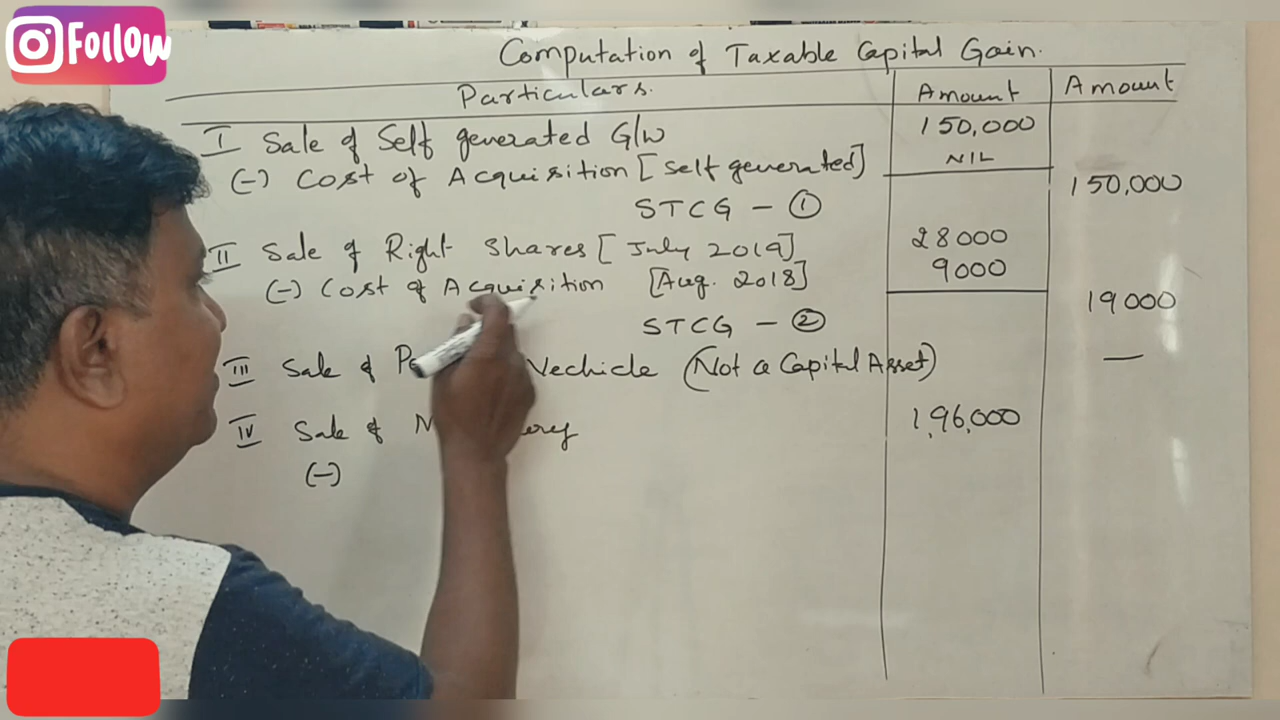 Follow
Computation of Taxable Capital Gain.
Particulars. Amount Amount
I Sale of Self generated G/W 150,000
(-) Cost of Acquisition [Self generated] NIL
STCG - ① 150,000
II Sale of Right Shares [July 2019] 28000
(-) Cost of Acquisition [Aug. 2018] 9000
STCG - ② 19000
III Sale of Vechicle (Not a Capital Asset) —
IV Sale of 1,96,000
(-)